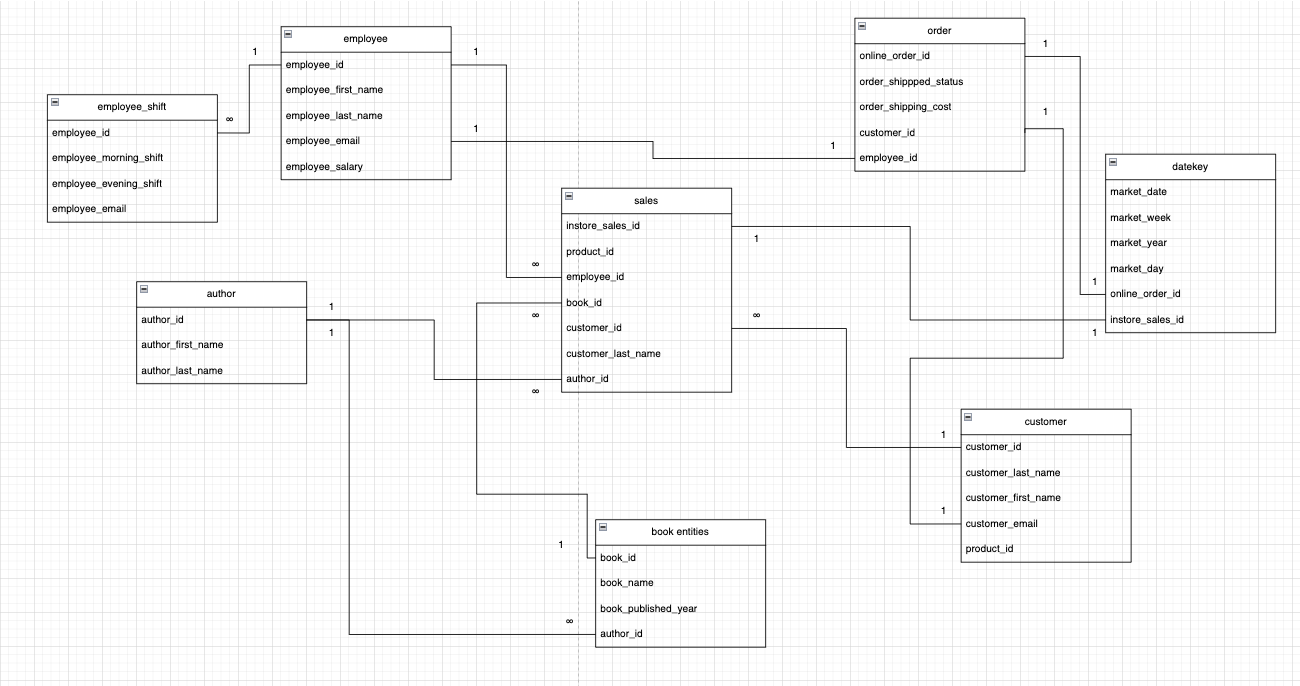 employee
employee_id
employee_first_name
employee_last_name
employee_email
employee_salary
1
∞
employee_shift
employee_id
employee_morning_shift
employee_evening_shift
employee_email
1
1
1
order
online_order_id
order_shippped_status
order_shipping_cost
customer_id
employee_id
1
1
datekey
market_date
market_week
market_year
market_day
online_order_id
instore_sales_id
1
1
sales
instore_sales_id
product_id
employee_id
book_id
customer_id
customer_last_name
author_id
1
∞
∞
∞
∞
author
author_id
author_first_name
author_last_name
1
1
customer
customer_id
customer_last_name
customer_first_name
customer_email
product_id
1
1
book entities
book_id
book_name
book_published_year
author_id
1
∞